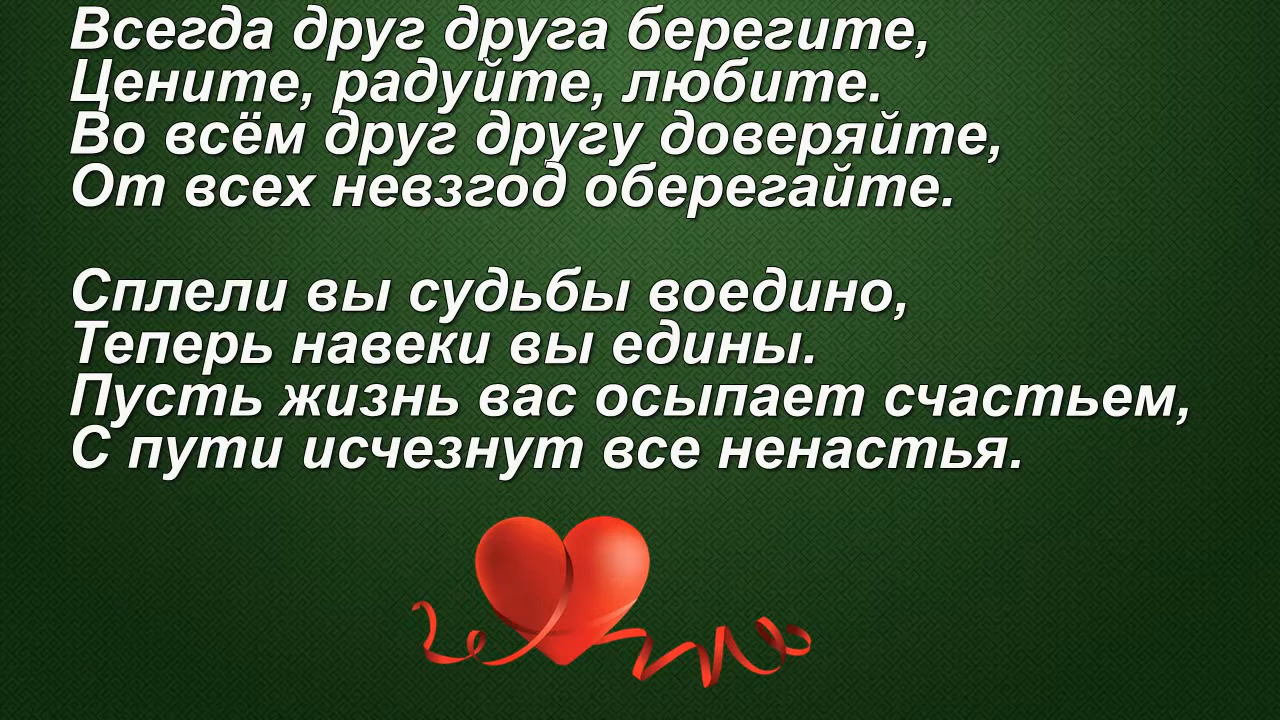 Всегда друг друга берегите,
Цените, радуйте, любите.
Во всём друг другу доверяйте,
От всех невзгод оберегайте.
Сплели вы судьбы воедино,
Теперь навеки вы едины.
Пусть жизнь вас осыпает счастьем,
С пути исчезнут все ненастья.